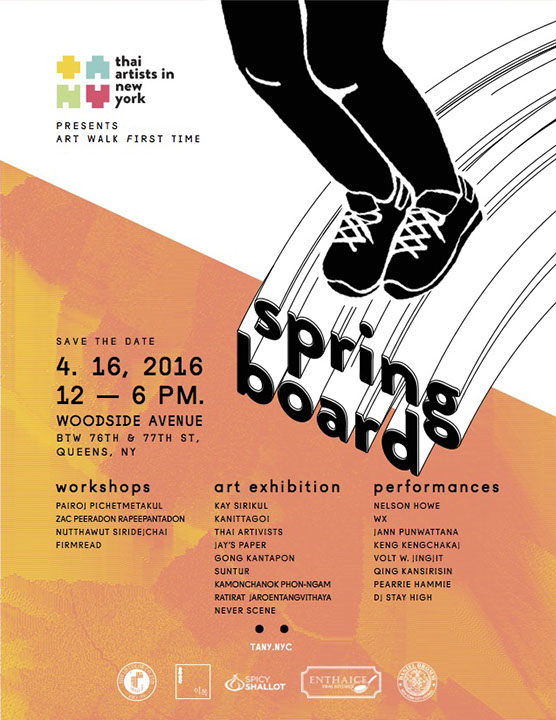 thai
artists in
new
york
PRESENTS
ART WALK FIRST TIME
spring
board
SAVE THE DATE
4. 16, 2016
12 — 6 PM.
WOODSIDE AVENUE
BTW 76TH & 77TH ST,
QUEENS, NY
workshops
PAIROJ PICHETMETAKUL
ZAC PEERADON RAPEEPANTADON
NUTTHAWUT SIRIDEJCHAI
FIRMREAD
art exhibition
KAY SIRIKUL
KANITTAGOI
THAI ARTIVISTS
JAY'S PAPER
GONG KANTAPON
SUNTUR
KAMONCHANOK PHON-NGAM
RATIRAT JAROENTANGVITHAYA
NEVER SCENE
performances
NELSON HOWE
WX
JANN PUNWATTANA
KENG KENGCHAKAJ
VOLT W. JINGJIT
QING KANSIRISIN
PEARRIE HAMMIE
DJ STAY HIGH
TANY.NYC
SPICY
SHALLOT
ENTHAICE
THAI KITCHEN